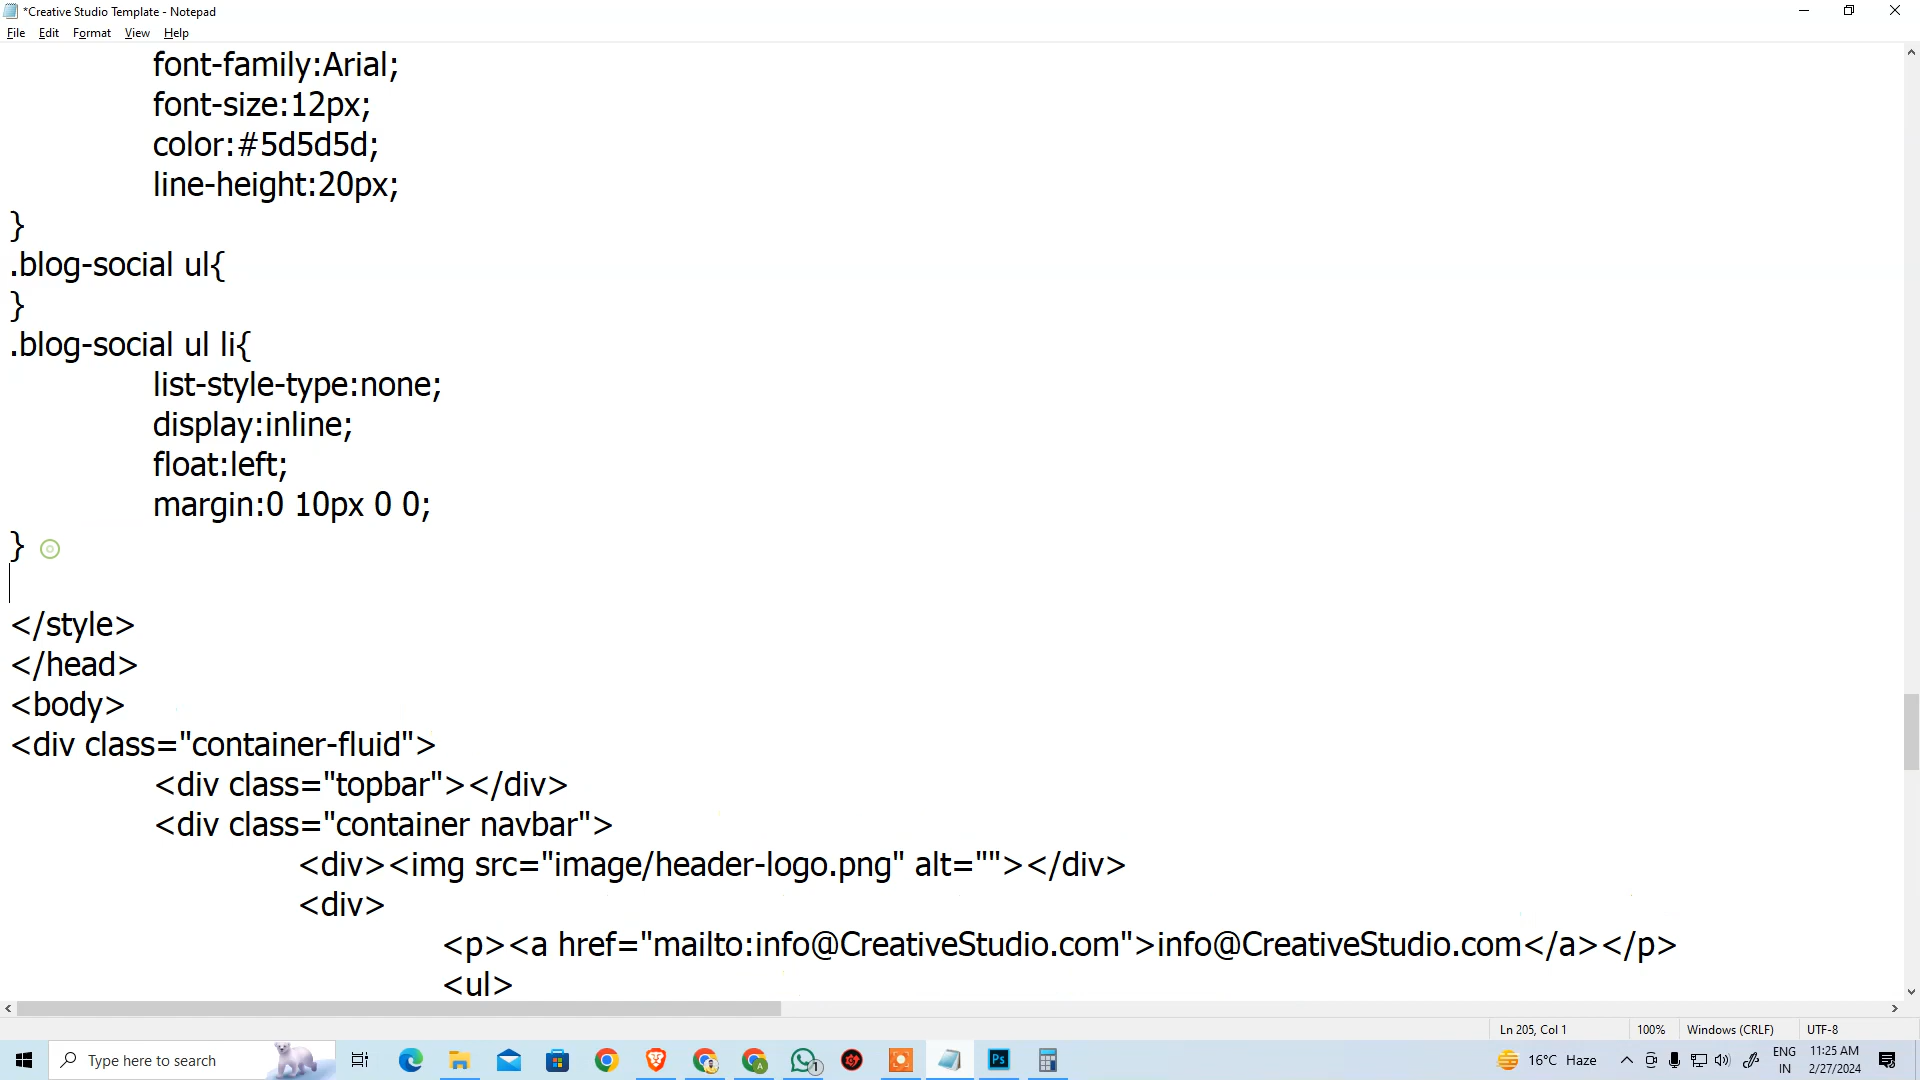 *Creative Studio Template - Notepad
File Edit Format View Help
font-family:Arial;
font-size:12px;
color:#5d5d5d;
line-height:20px;
}
.blog-social ul{
}
.blog-social ul li{
list-style-type:none;
display:inline;
float:left;
margin:0 10px 0 0;
}
</style>
</head>
<body>
<div class="container-fluid">
<div class="topbar"></div>
<div class="container navbar">
<div><img src="image/header-logo.png" alt=""></div>
<div>
<p><a href="mailto:info@CreativeStudio.com">info@CreativeStudio.com</a></p>
<ul>
Ln 205, Col 1 100% Windows (CRLF) UTF-8
Type here to search
A
1
Ps
16°C Haze
ENG
IN
11:25 AM
2/27/2024